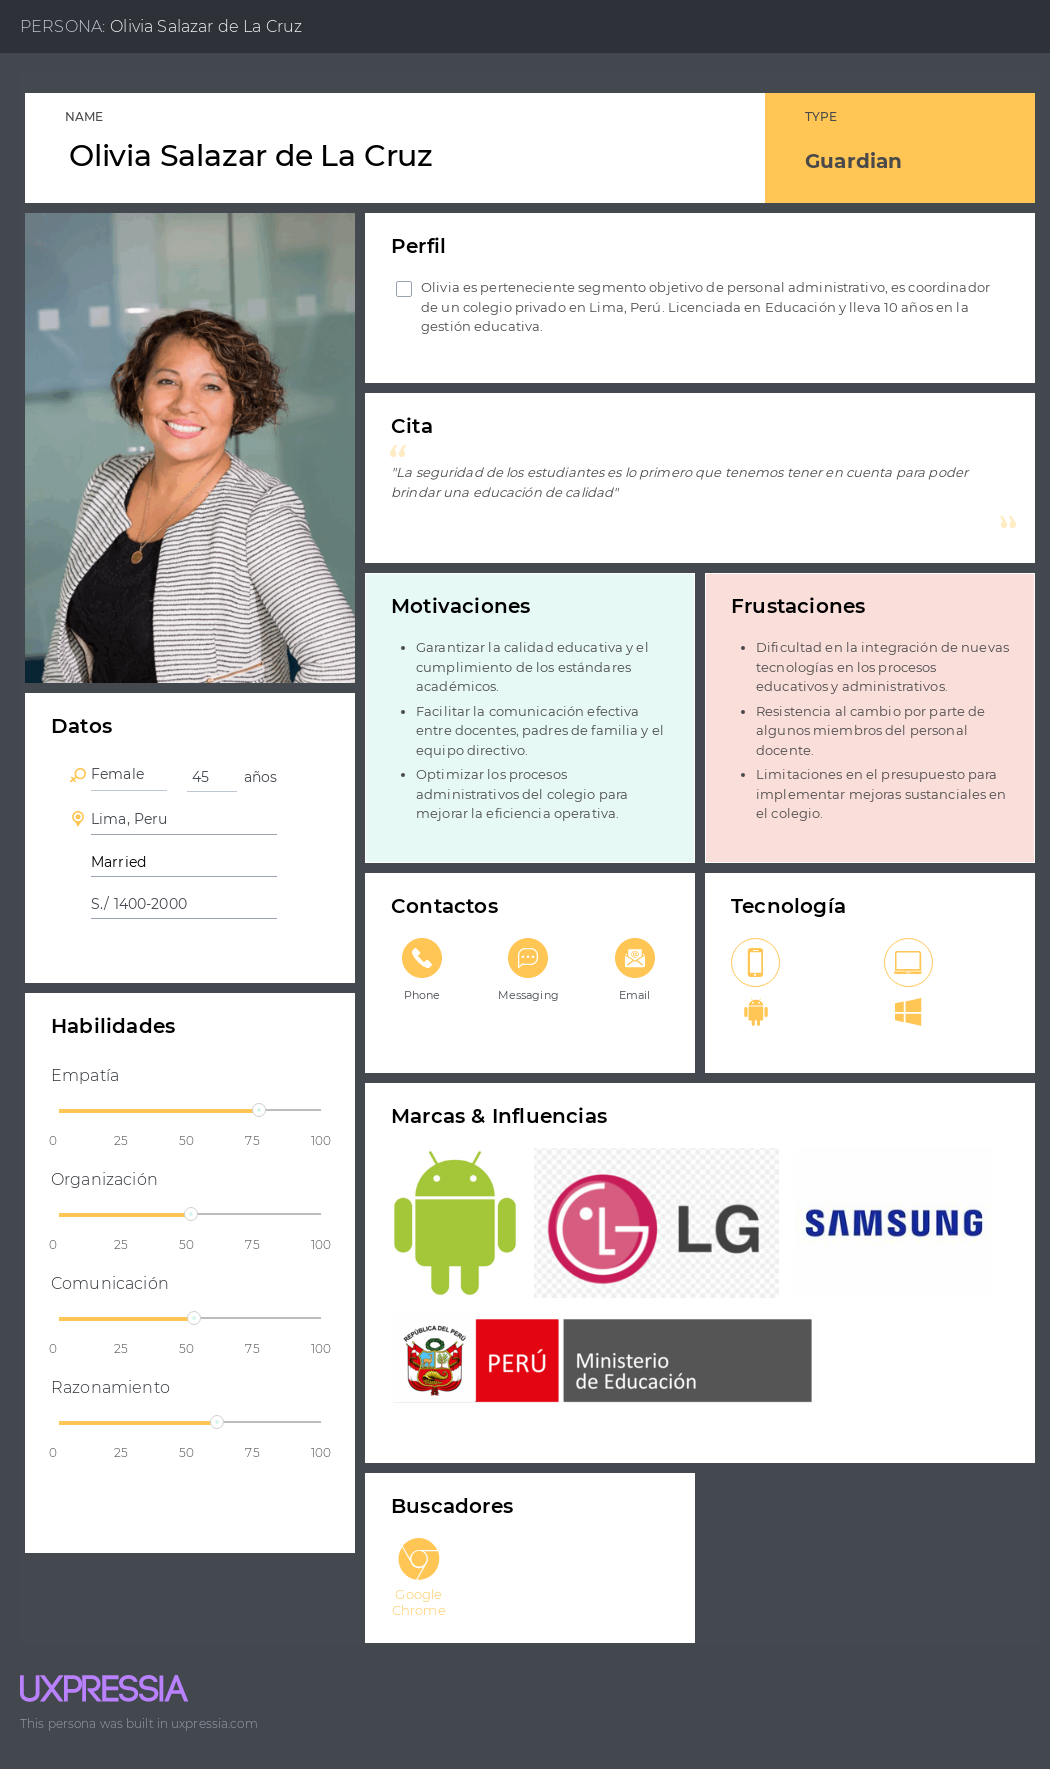 PERSONA: Olivia Salazar de La Cruz
NAME
Olivia Salazar de La Cruz
TYPE
Guardian
Perfil
Olivia es perteneciente segmento objetivo de personal administrativo, es coordinador
de un colegio privado en Lima, Perú. Licenciada en Educación y lleva 10 años en la
gestión educativa.
Cita
"La seguridad de los estudiantes es lo primero que tenemos tener en cuenta para poder
brindar una educación de calidad"
Motivaciones
Garantizar la calidad educativa y el
cumplimiento de los estándares
académicos.
Facilitar la comunicación efectiva
entre docentes, padres de familia y el
equipo directivo.
Optimizar los procesos
administrativos del colegio para
mejorar la eficiencia operativa.
Frustaciones
Dificultad en la integración de nuevas
tecnologías en los procesos
educativos y administrativos.
Resistencia al cambio por parte de
algunos miembros del personal
docente.
Limitaciones en el presupuesto para
implementar mejoras sustanciales en
el colegio.
Datos
Female 45 años
Lima, Peru
Married
S./ 1400-2000
Contactos
Phone Messaging Email
Tecnología
Habilidades
Empatía
0 25 50 75 100
Organización
0 25 50 75 100
Comunicación
0 25 50 75 100
Razonamiento
0 25 50 75 100
Marcas & Influencias
LG
SAMSUNG
REPÚBLICA DEL PERÚ
PERÚ
Ministerio
de Educación
Buscadores
Google
Chrome
UXPRESSIA
This persona was built in uxpressia.com